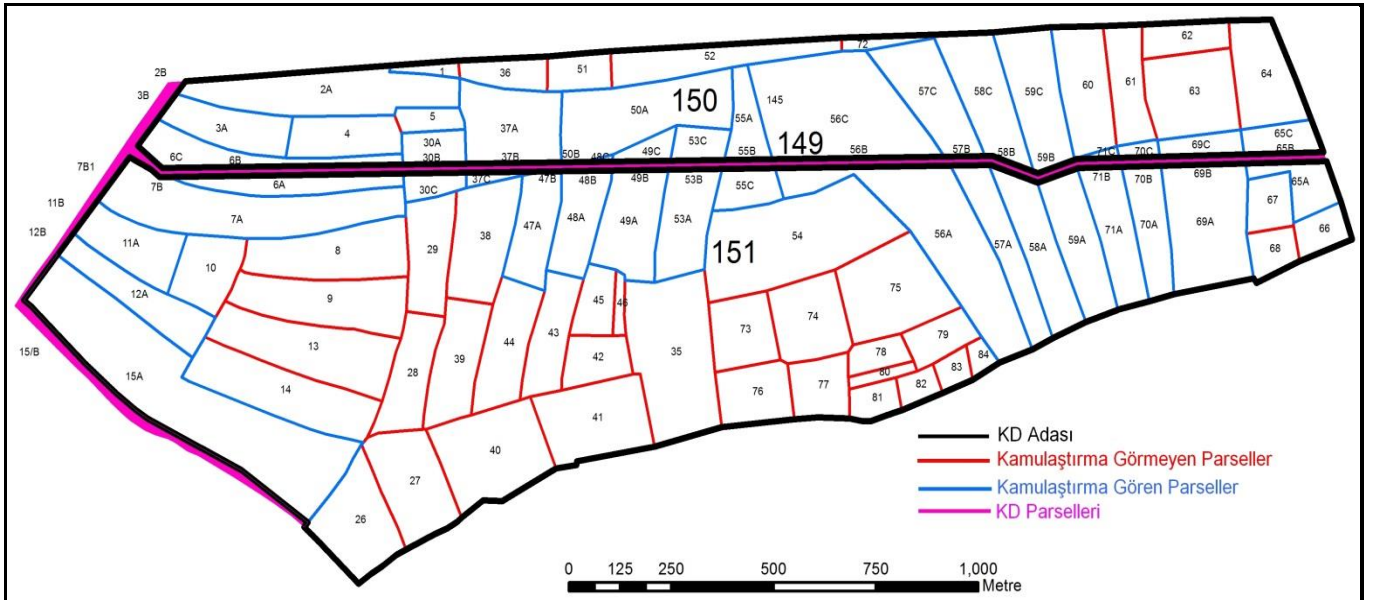 62
72
52
2B
1
36
51
60
61
64
3B
2A
57C
58C
59C
63
50A
150
145
56C
5
55A
3A
4
37A
53C
149
30A
65C
6C
6B
30B
37B
50B
48C
49C
55B
56B
57B
58B
59B
71C
70C
69C
65B
7B1
7B
6A
30C
37C
47B
48B
49B
53B
55C
71B
70B
69B
65A
11B
7A
67
12B
11A
8
29
38
47A
48A
49A
53A
54
56A
57A
58A
59A
71A
70A
69A
66
10
151
68
12A
9
45
46
75
13
44
43
73
74
79
35
15/B
15A
28
39
42
78
84
80
83
14
76
77
82
81
41
40
27
26
KD Adası
Kamulaştırma Görmeyen Parseller
Kamulaştırma Gören Parseller
KD Parselleri
0 125 250 500 750 1,000
Metre